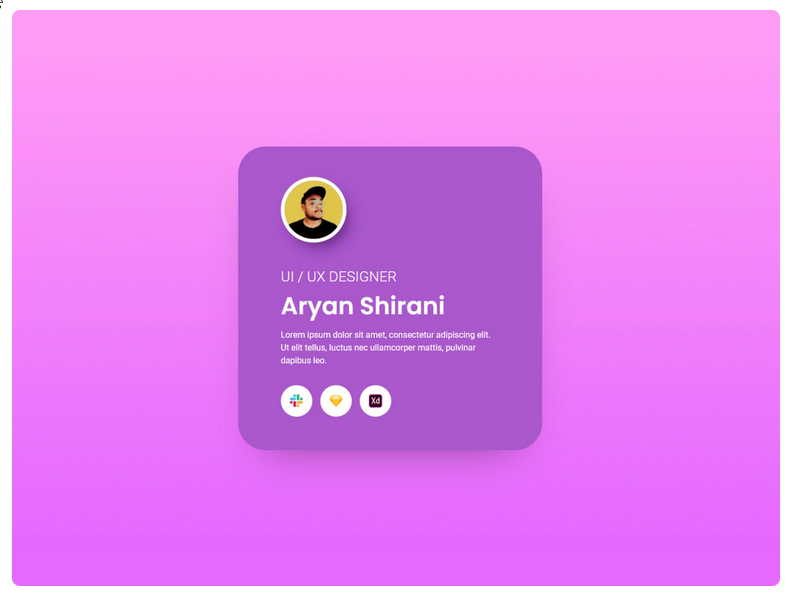 UI / UX DESIGNER
Aryan Shirani
Lorem ipsum dolor sit amet, consectetur adipiscing elit.
Ut elit tellus, luctus nec ullamcorper mattis, pulvinar
dapibus leo.
Xd